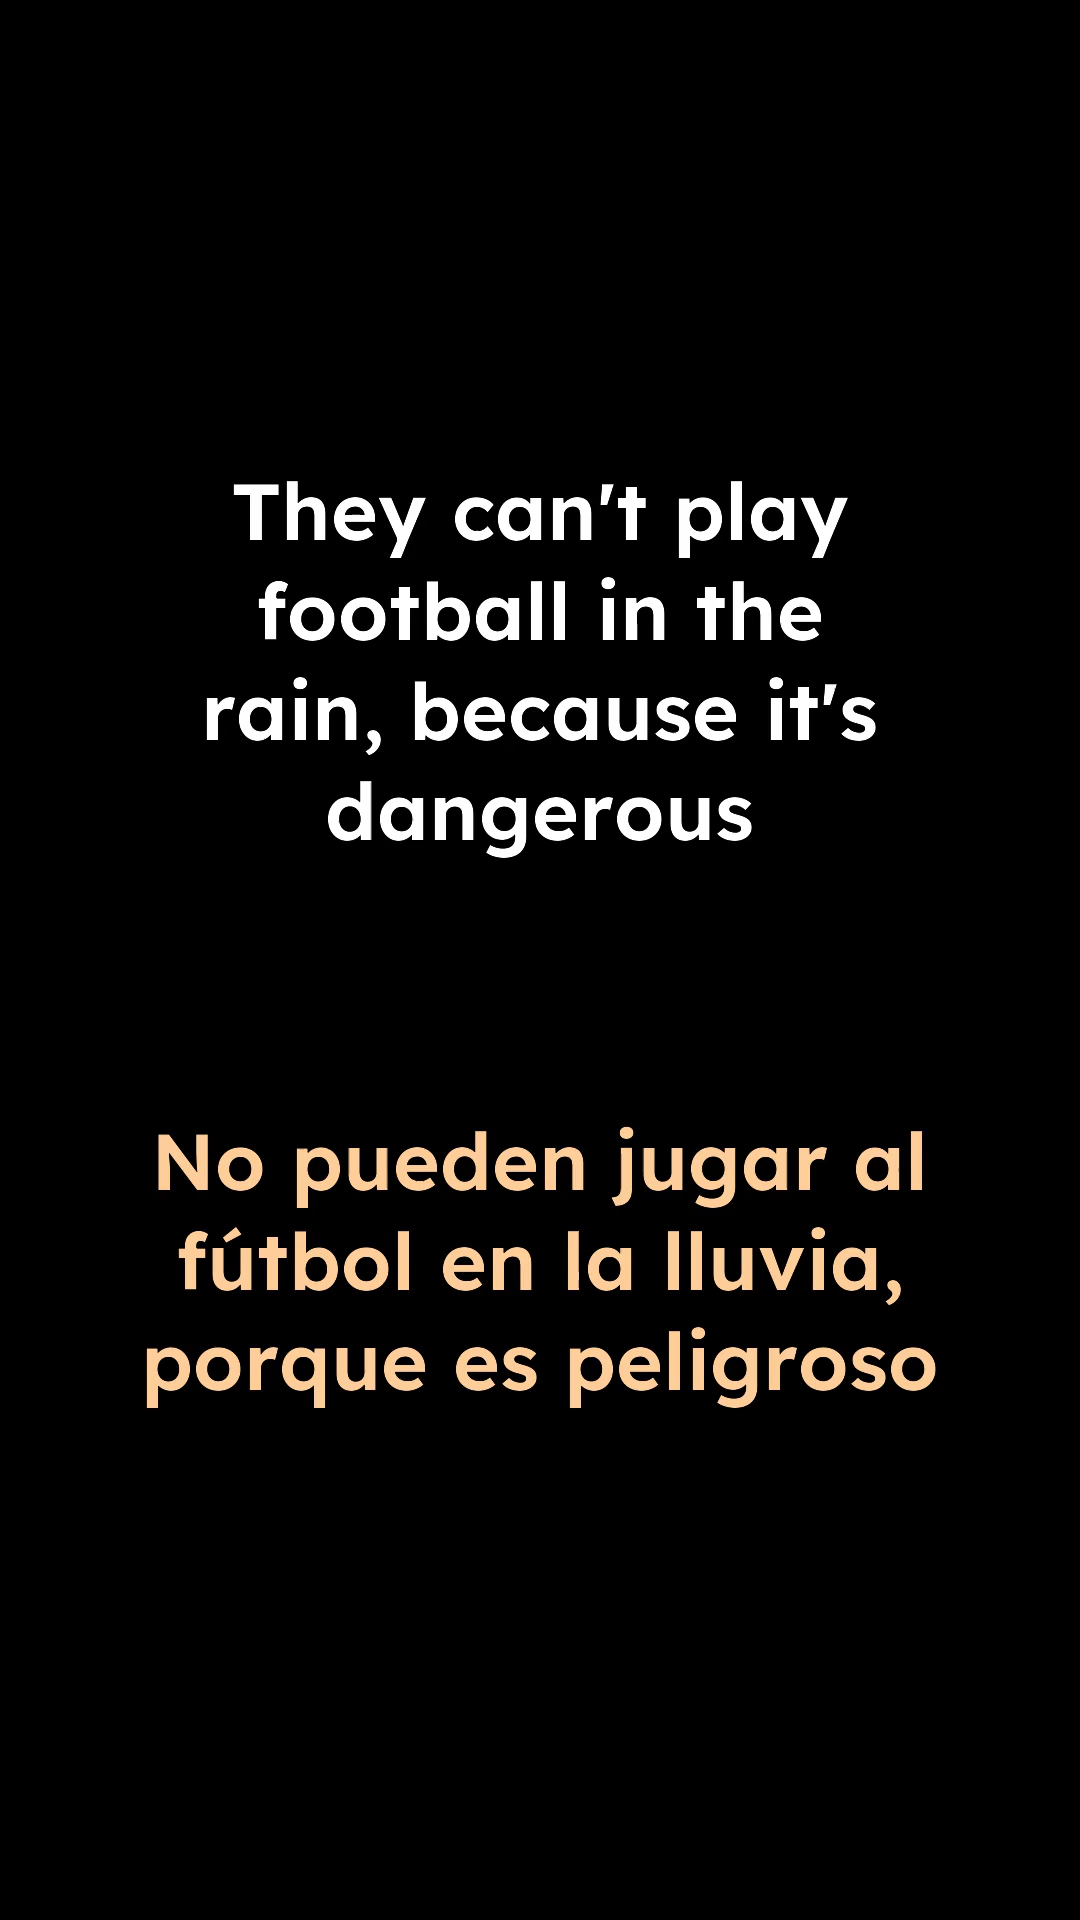 They can't play
football in the
rain, because it's
dangerous
No pueden jugar al
fútbol en la lluvia,
porque es peligroso